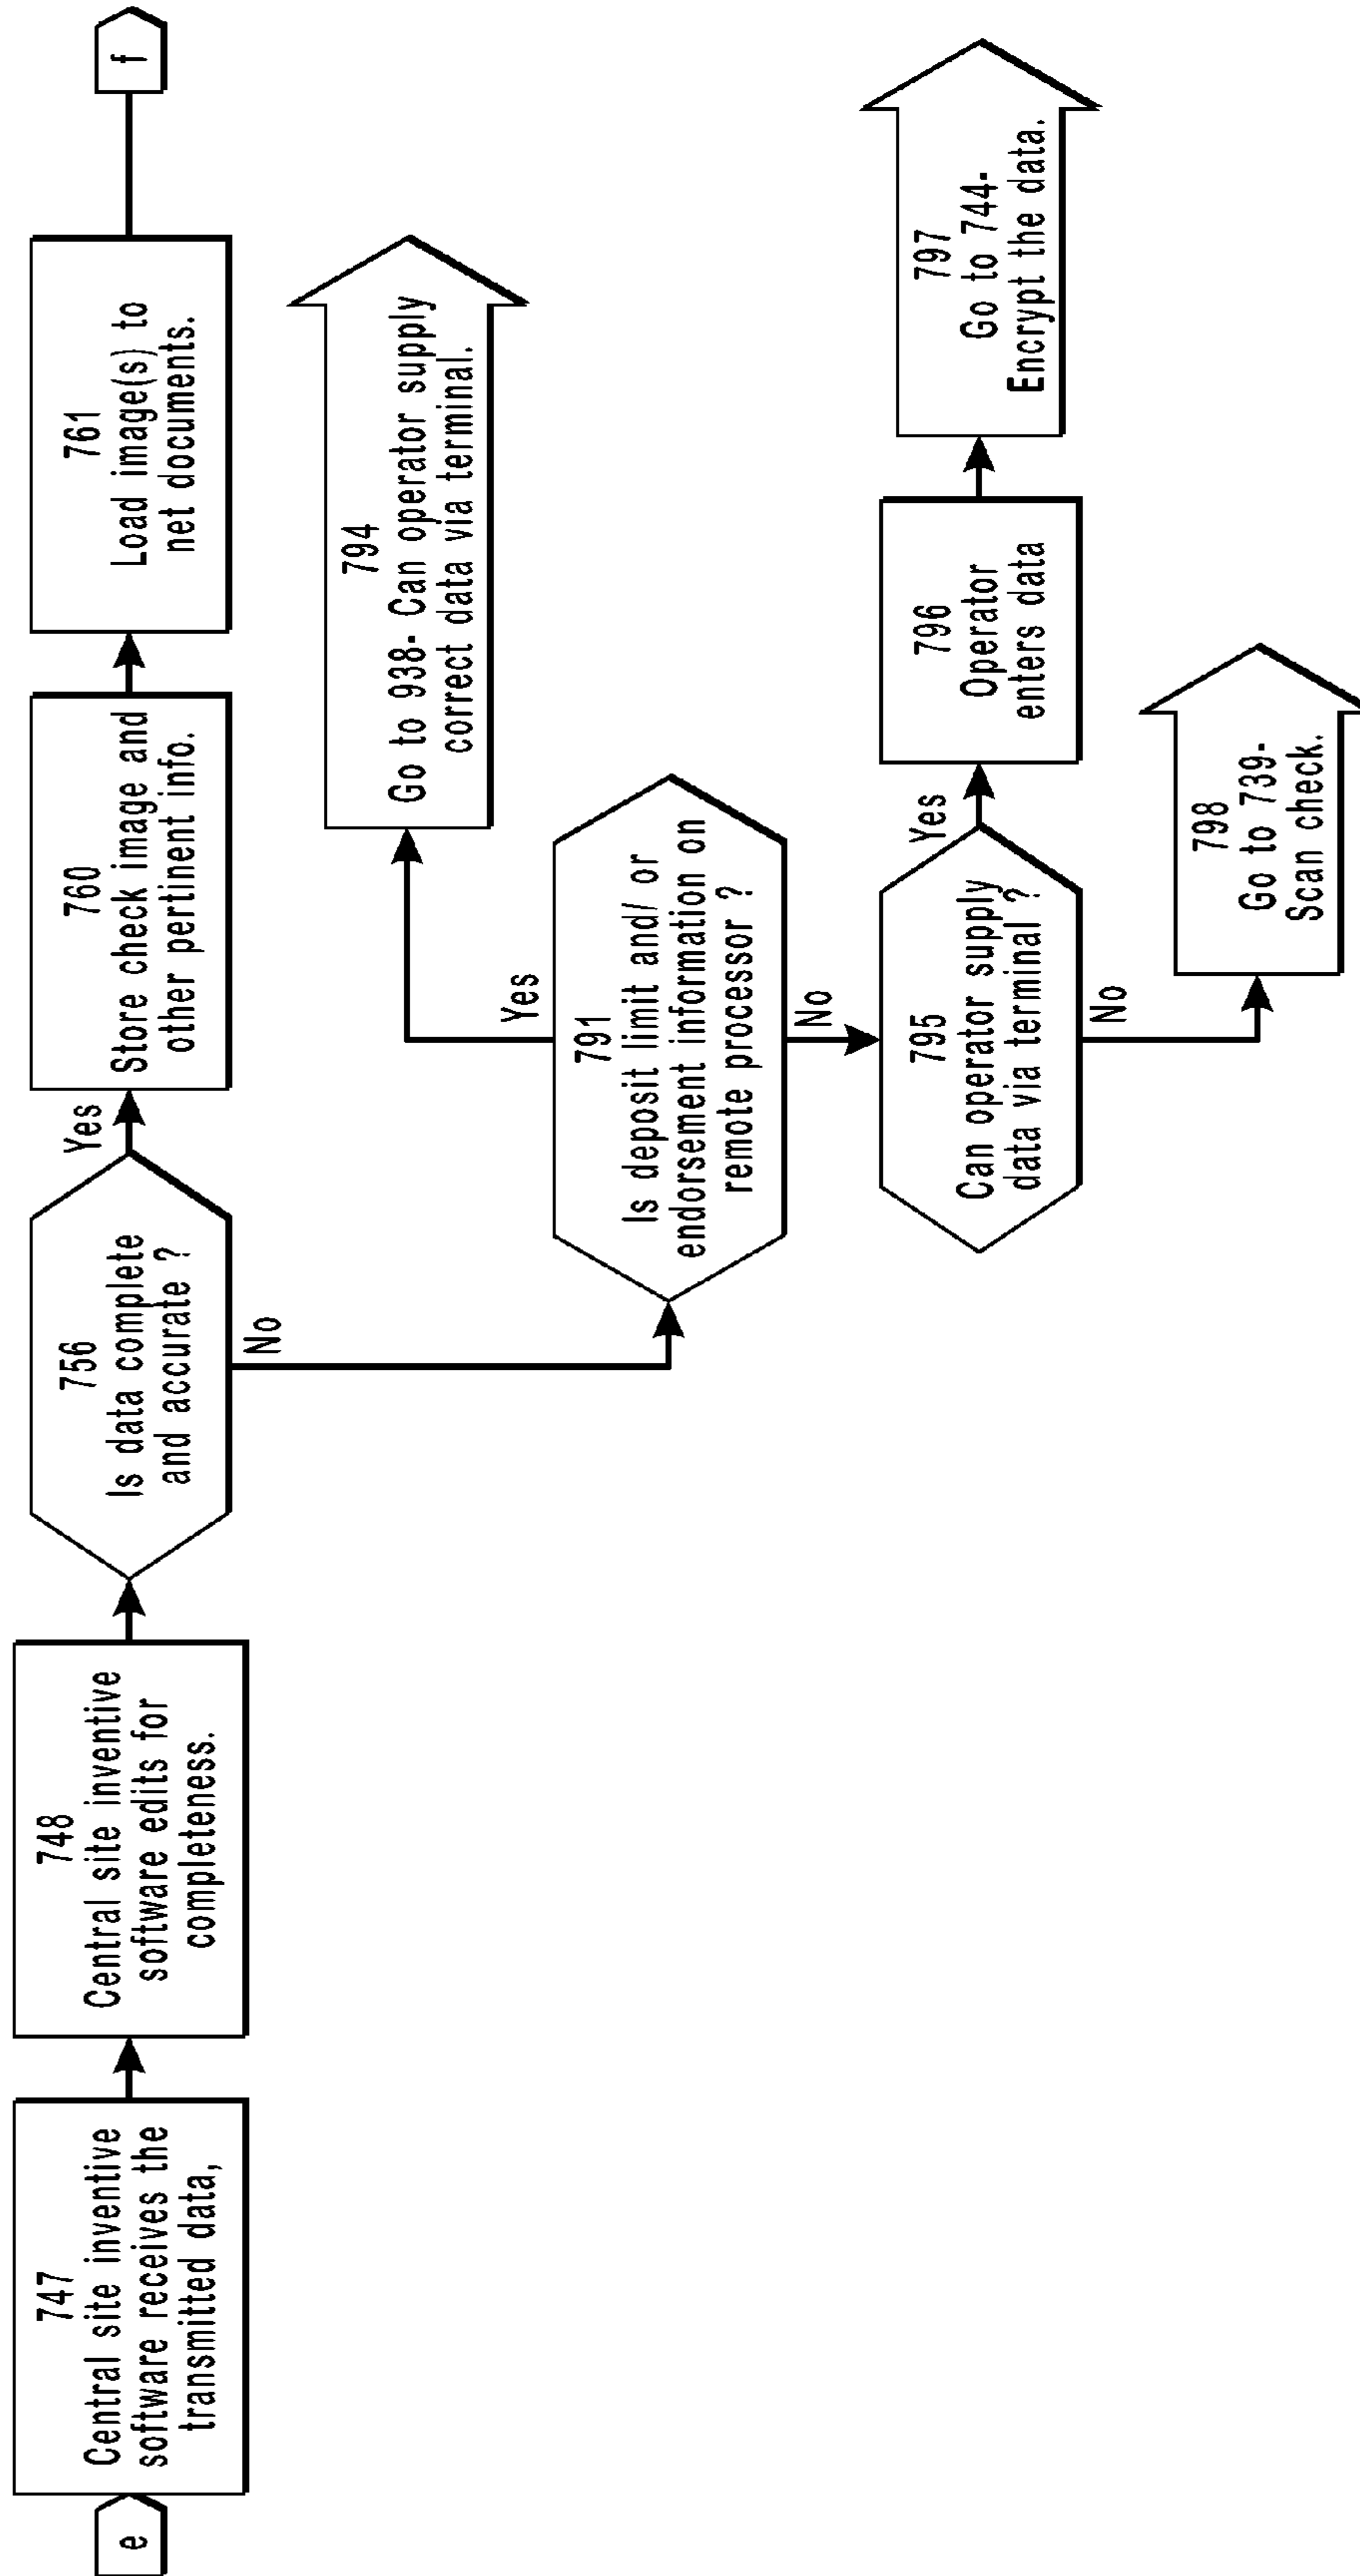 e
747
Central site inventive
software receives the
transmitted data,
748
Central site inventive
software edits for
completeness.
756
Is data complete
and accurate ?
Yes
No
760
Store check image and
other pertinent info.
761
Load image(s) to
net documents.
f
791
Is deposit limit and/ or
endorsement information on
remote processor ?
Yes
No
794
Go to 938- Can operator supply
correct data via terminal.
795
Can operator supply
data via terminal ?
Yes
No
796
Operator
enters data
797
Go to 744-
Encrypt the data.
798
Go to 739-
Scan check.